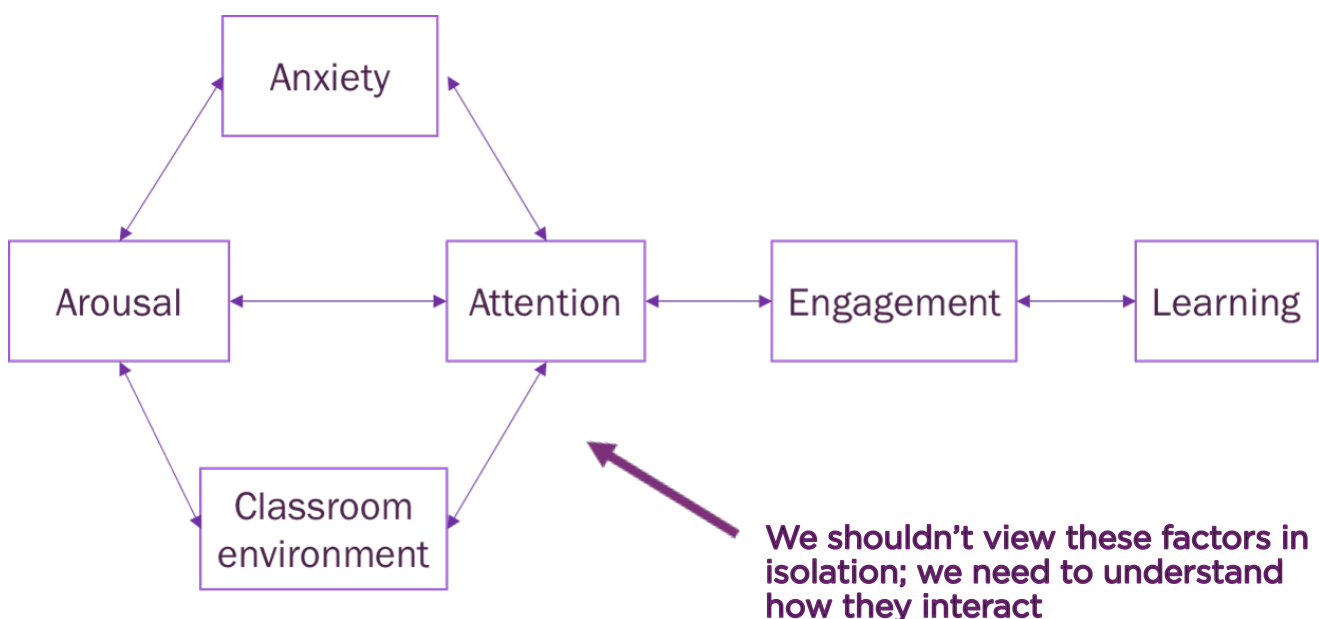 Anxiety
Arousal
Attention
Engagement
Learning
Classroom
environment
We shouldn’t view these factors in
isolation; we need to understand
how they interact